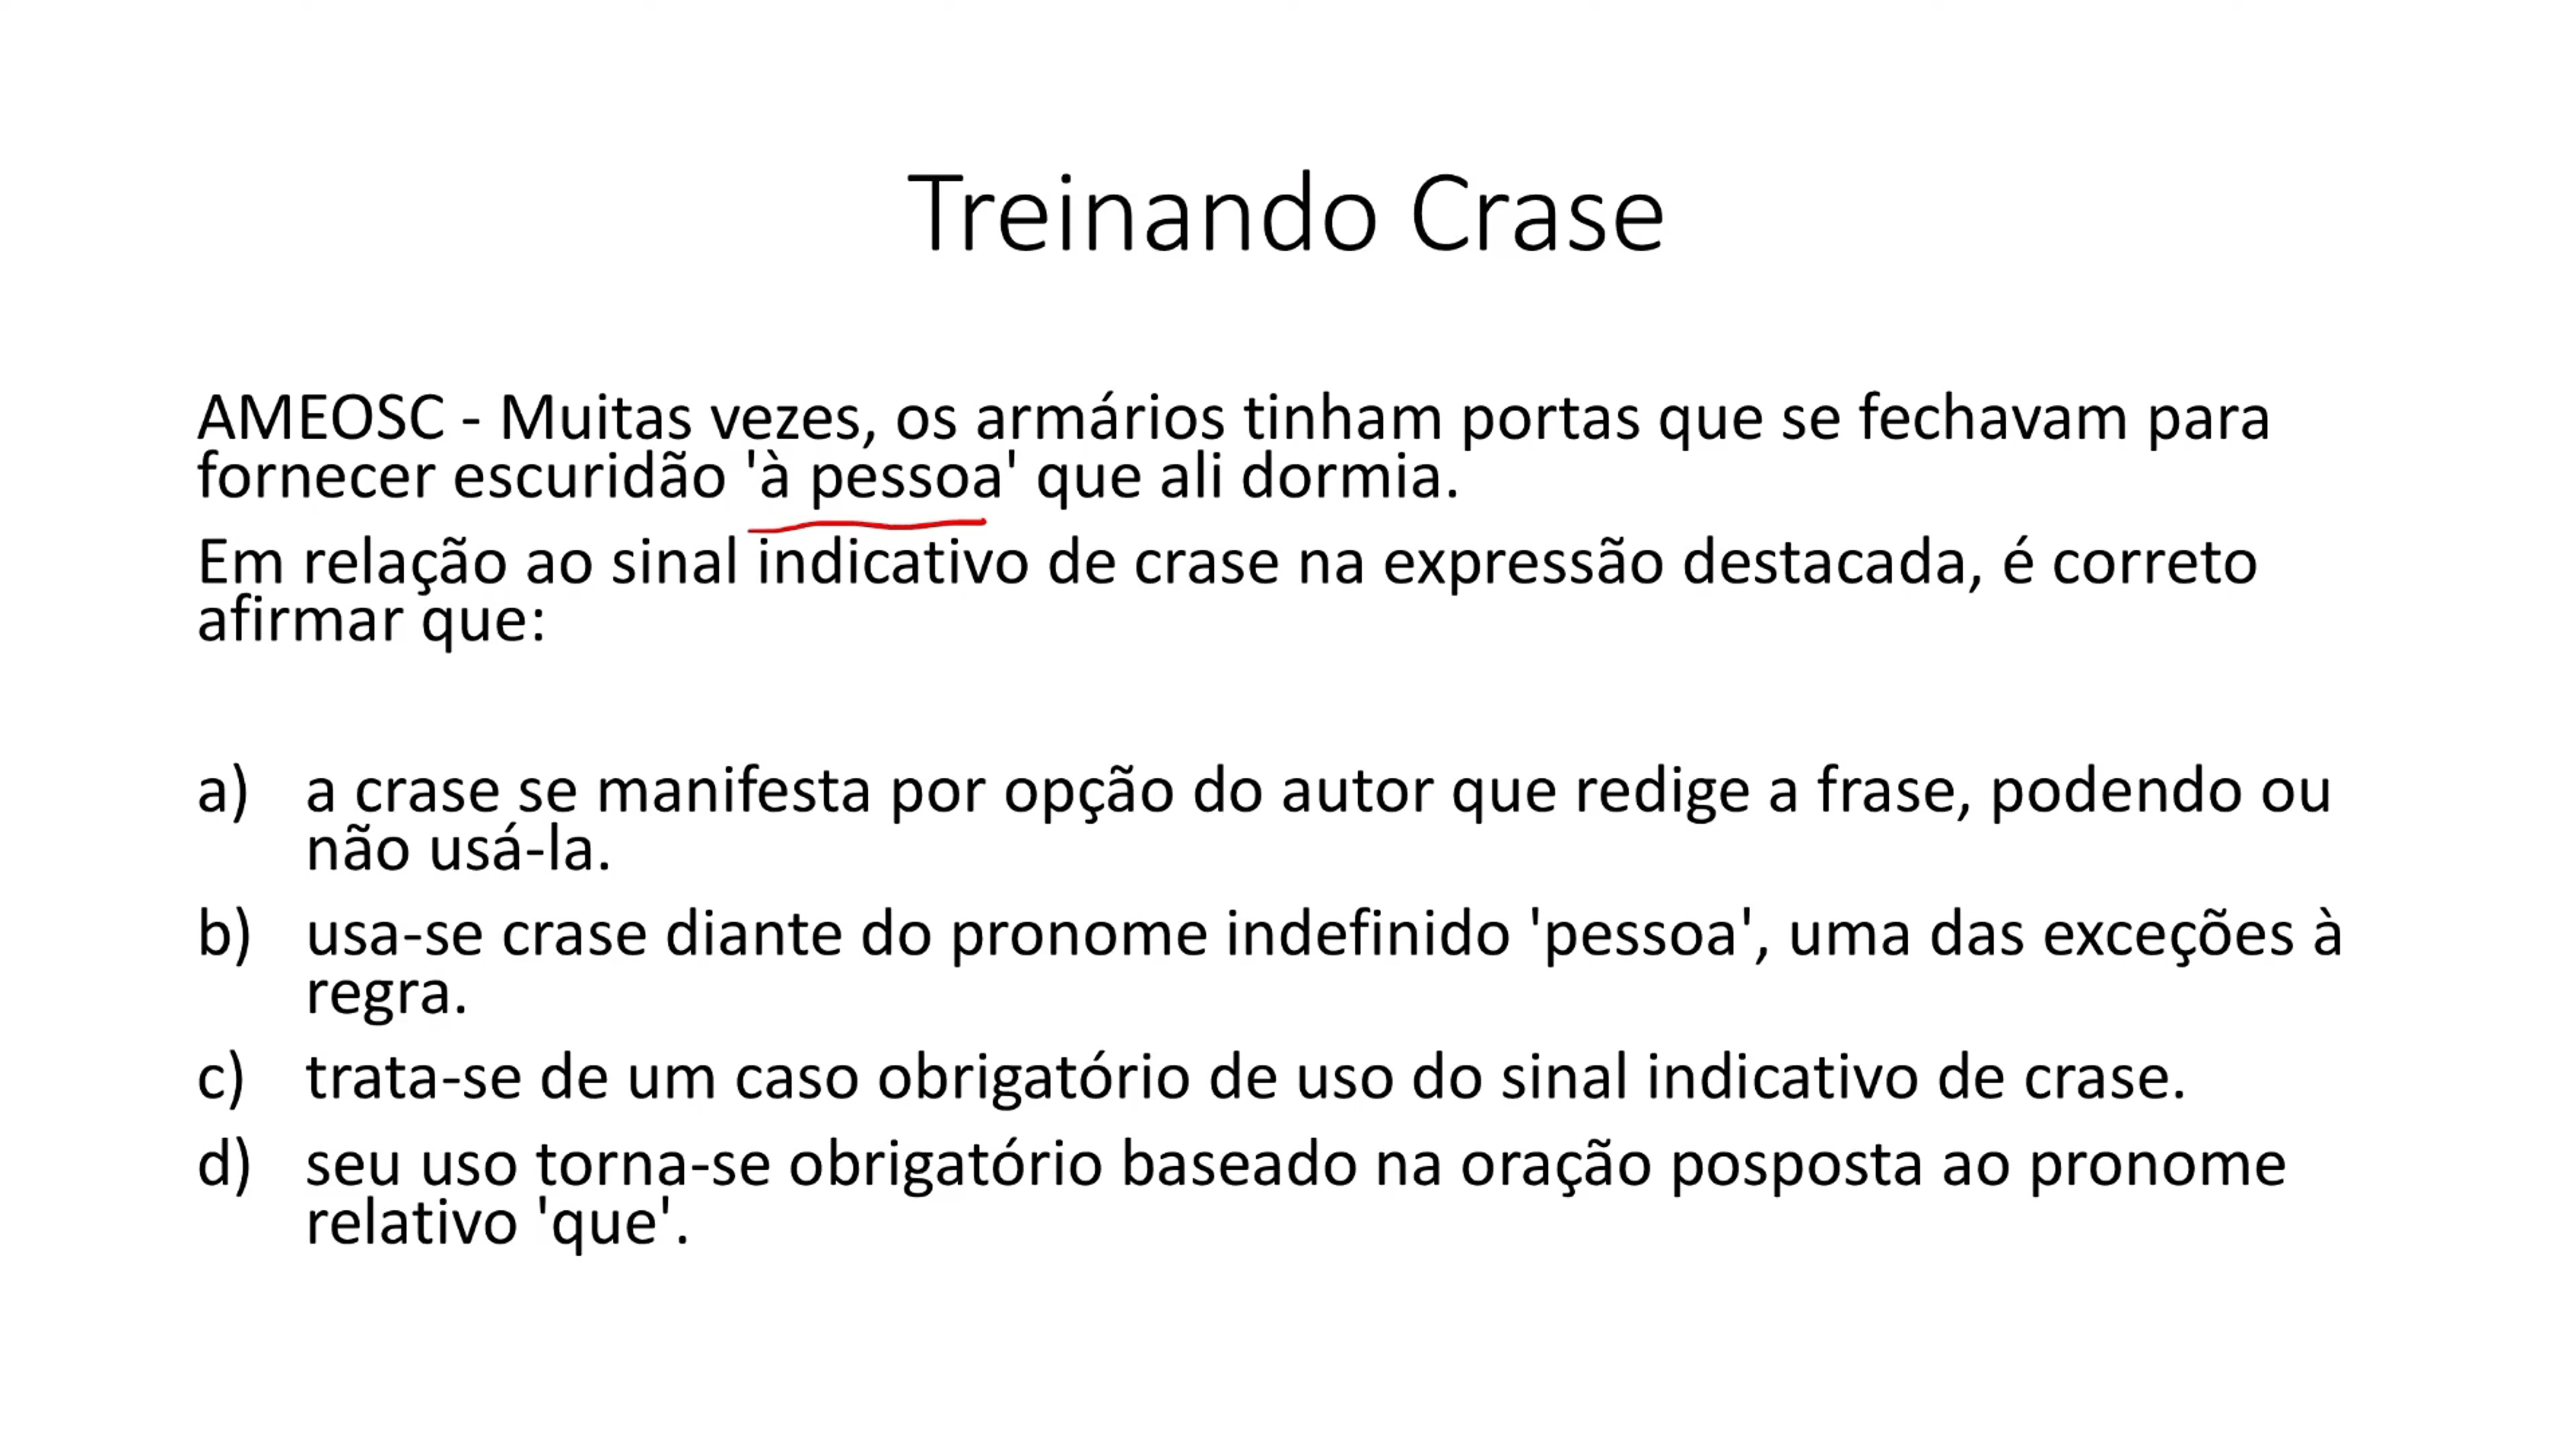 Treinando Crase
AMEOSC - Muitas vezes, os armários tinham portas que se fechavam para
fornecer escuridão 'à pessoa' que ali dormia.
Em relação ao sinal indicativo de crase na expressão destacada, é correto
afirmar que:
a) a crase se manifesta por opção do autor que redige a frase, podendo ou
não usá-la.
b) usa-se crase diante do pronome indefinido 'pessoa', uma das exceções à
regra.
c) trata-se de um caso obrigatório de uso do sinal indicativo de crase.
d) seu uso torna-se obrigatório baseado na oração posposta ao pronome
relativo 'que'.